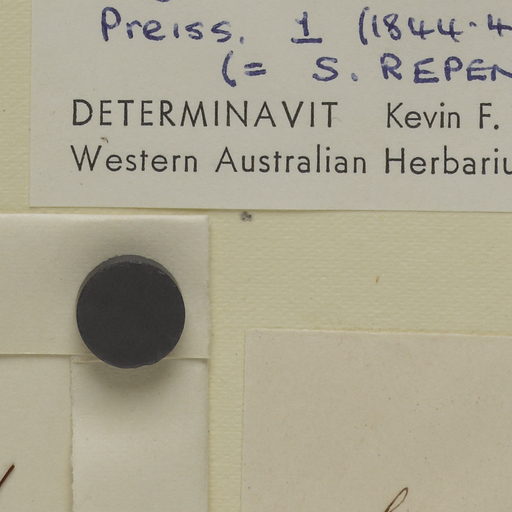 Preiss. 1 (1844-4
(= S. REPEN
DETERMINAVIT Kevin F.
Western Australian Herbariu